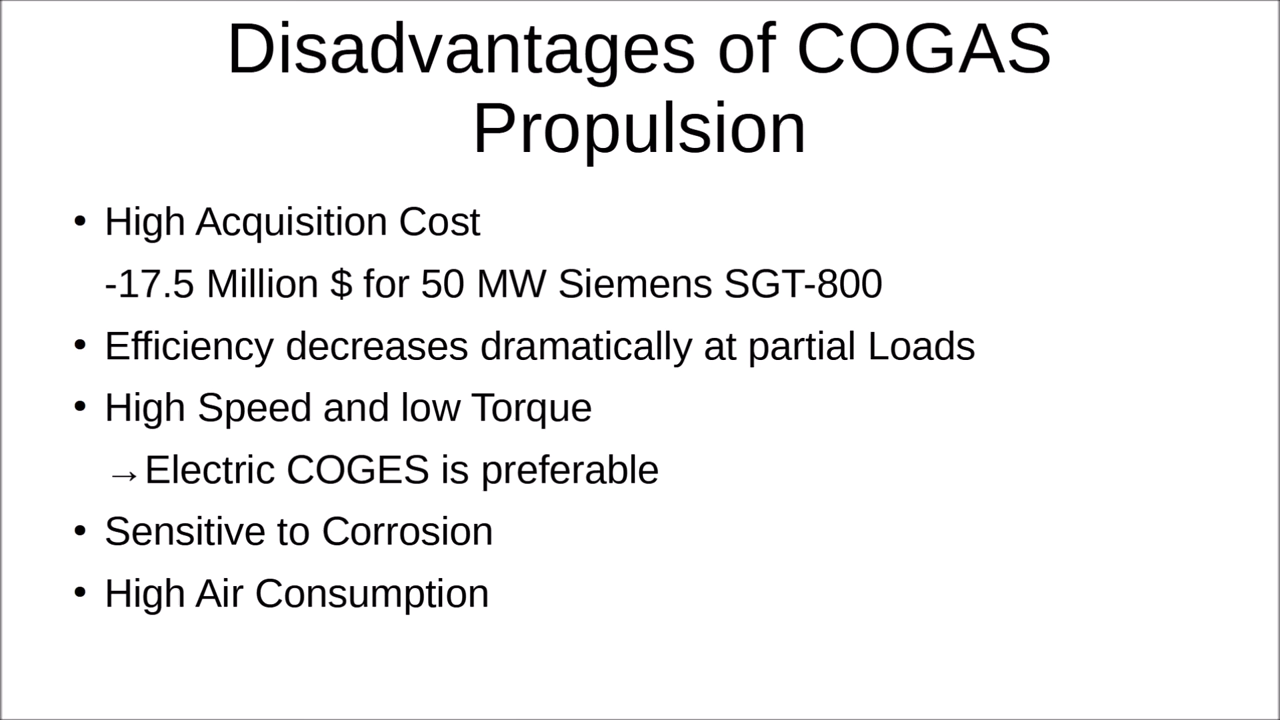 Disadvantages of COGAS
Propulsion
• High Acquisition Cost
-17.5 Million $ for 50 MW Siemens SGT-800
• Efficiency decreases dramatically at partial Loads
• High Speed and low Torque
→Electric COGES is preferable
• Sensitive to Corrosion
• High Air Consumption